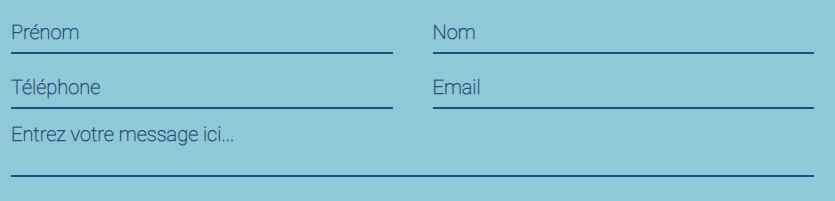 Prénom Nom
Téléphone Email
Entrez votre message ici...